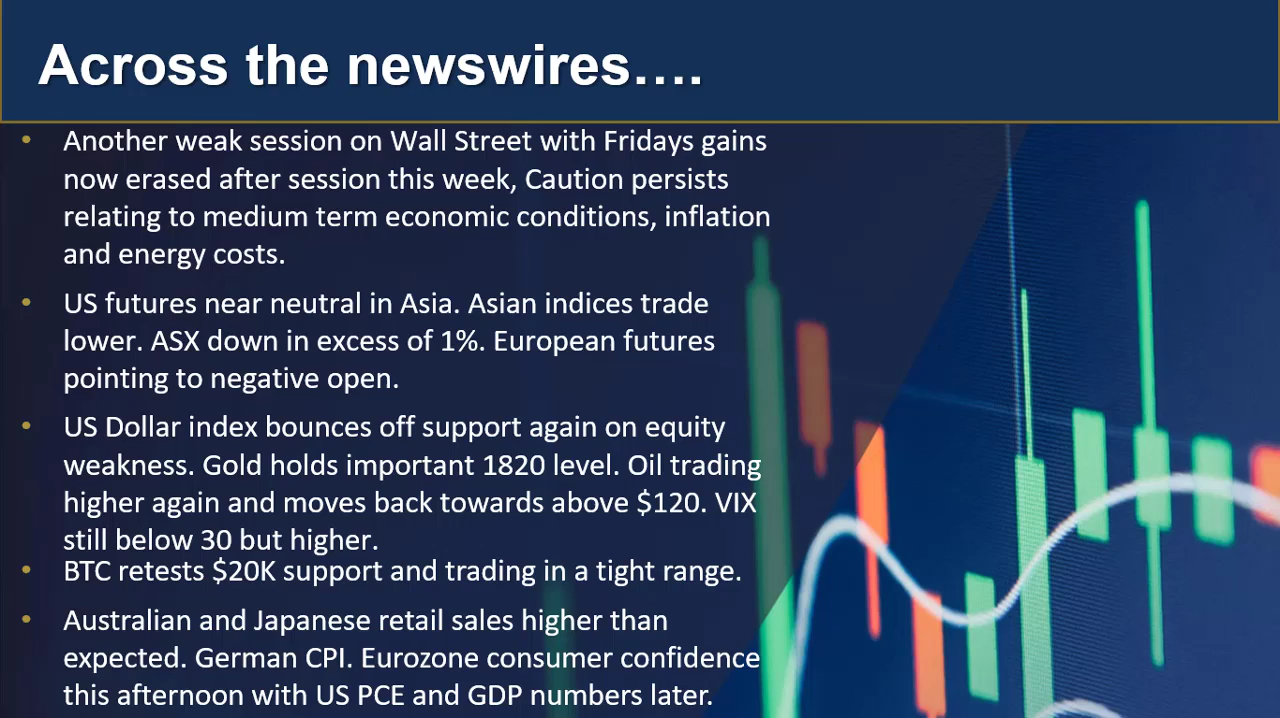 Across the newswires….
• Another weak session on Wall Street with Fridays gains
now erased after session this week, Caution persists
relating to medium term economic conditions, inflation
and energy costs.
• US futures near neutral in Asia. Asian indices trade
lower. ASX down in excess of 1%. European futures
pointing to negative open.
• US Dollar index bounces off support again on equity
weakness. Gold holds important 1820 level. Oil trading
higher again and moves back towards above $120. VIX
still below 30 but higher.
• BTC retests $20K support and trading in a tight range.
• Australian and Japanese retail sales higher than
expected. German CPI. Eurozone consumer confidence
this afternoon with US PCE and GDP numbers later.